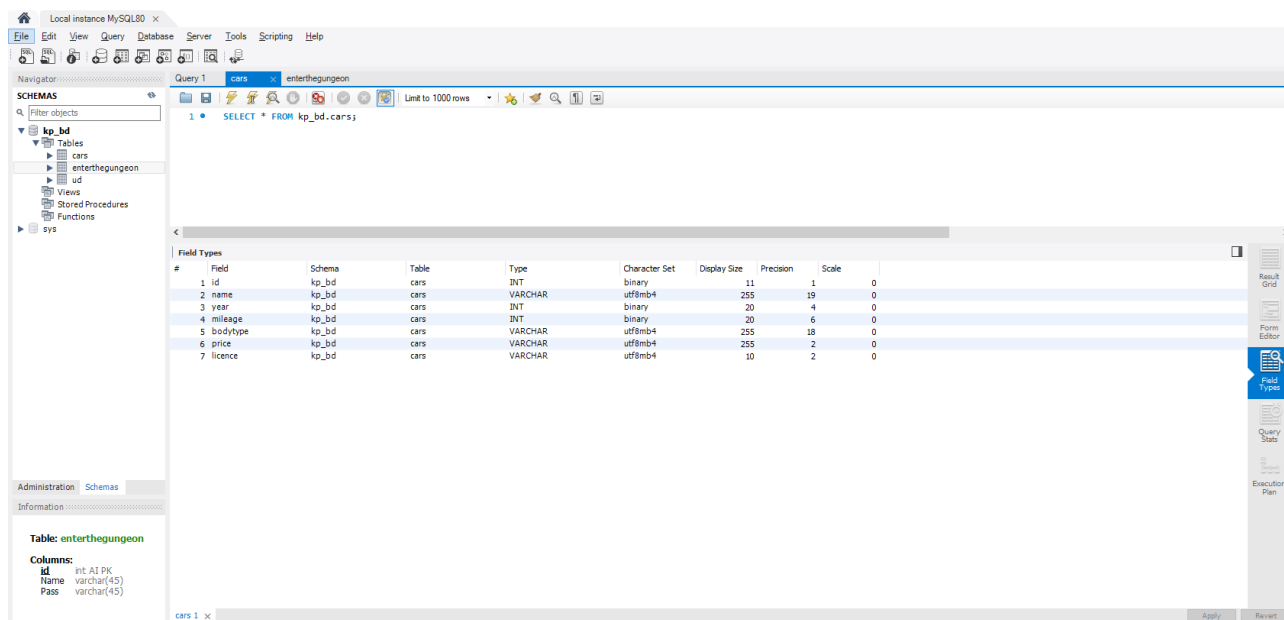 Local instance MySQL80 ×
File Edit View Query Database Server Tools Scripting Help
Navigator
SCHEMAS
Filter objects
kp_bd
Tables
cars
enterthegungeon
ud
Views
Stored Procedures
Functions
sys
Administration Schemas
Information
Table: enterthegungeon
Columns:
id int AI PK
Name varchar(45)
Pass varchar(45)
Query 1 cars × enterthegungeon
Limit to 1000 rows
1 SELECT * FROM kp_bd.cars;
Field Types
# Field Schema Table Type Character Set Display Size Precision Scale
1 id kp_bd cars INT binary 11 1 0
2 name kp_bd cars VARCHAR utf8mb4 255 19 0
3 year kp_bd cars INT binary 20 4 0
4 mileage kp_bd cars INT binary 20 6 0
5 bodytype kp_bd cars VARCHAR utf8mb4 255 18 0
6 price kp_bd cars VARCHAR utf8mb4 255 2 0
7 licence kp_bd cars VARCHAR utf8mb4 10 2 0
Result
Grid
Form
Editor
Field
Types
Query
Stats
Execution
Plan
cars 1 ×
Apply Revert